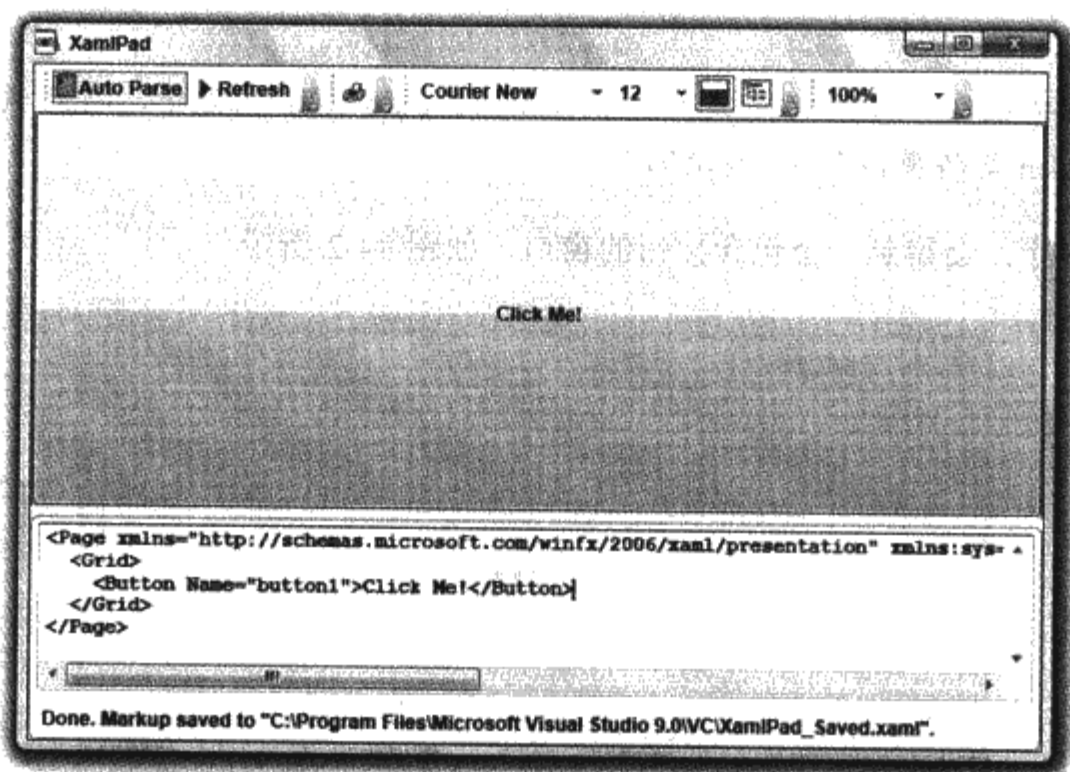 XamlPad
Auto Parse Refresh Courier New 12 100%
Click Me!
<Page xmlns="http://schemas.microsoft.com/winfx/2006/xaml/presentation" xmlns:sys=
<Grid>
<Button Name="button1">Click Me!</Button>
</Grid>
</Page>
Done. Markup saved to "C:\Program Files\Microsoft Visual Studio 9.0\VC\XamlPad_Saved.xaml".